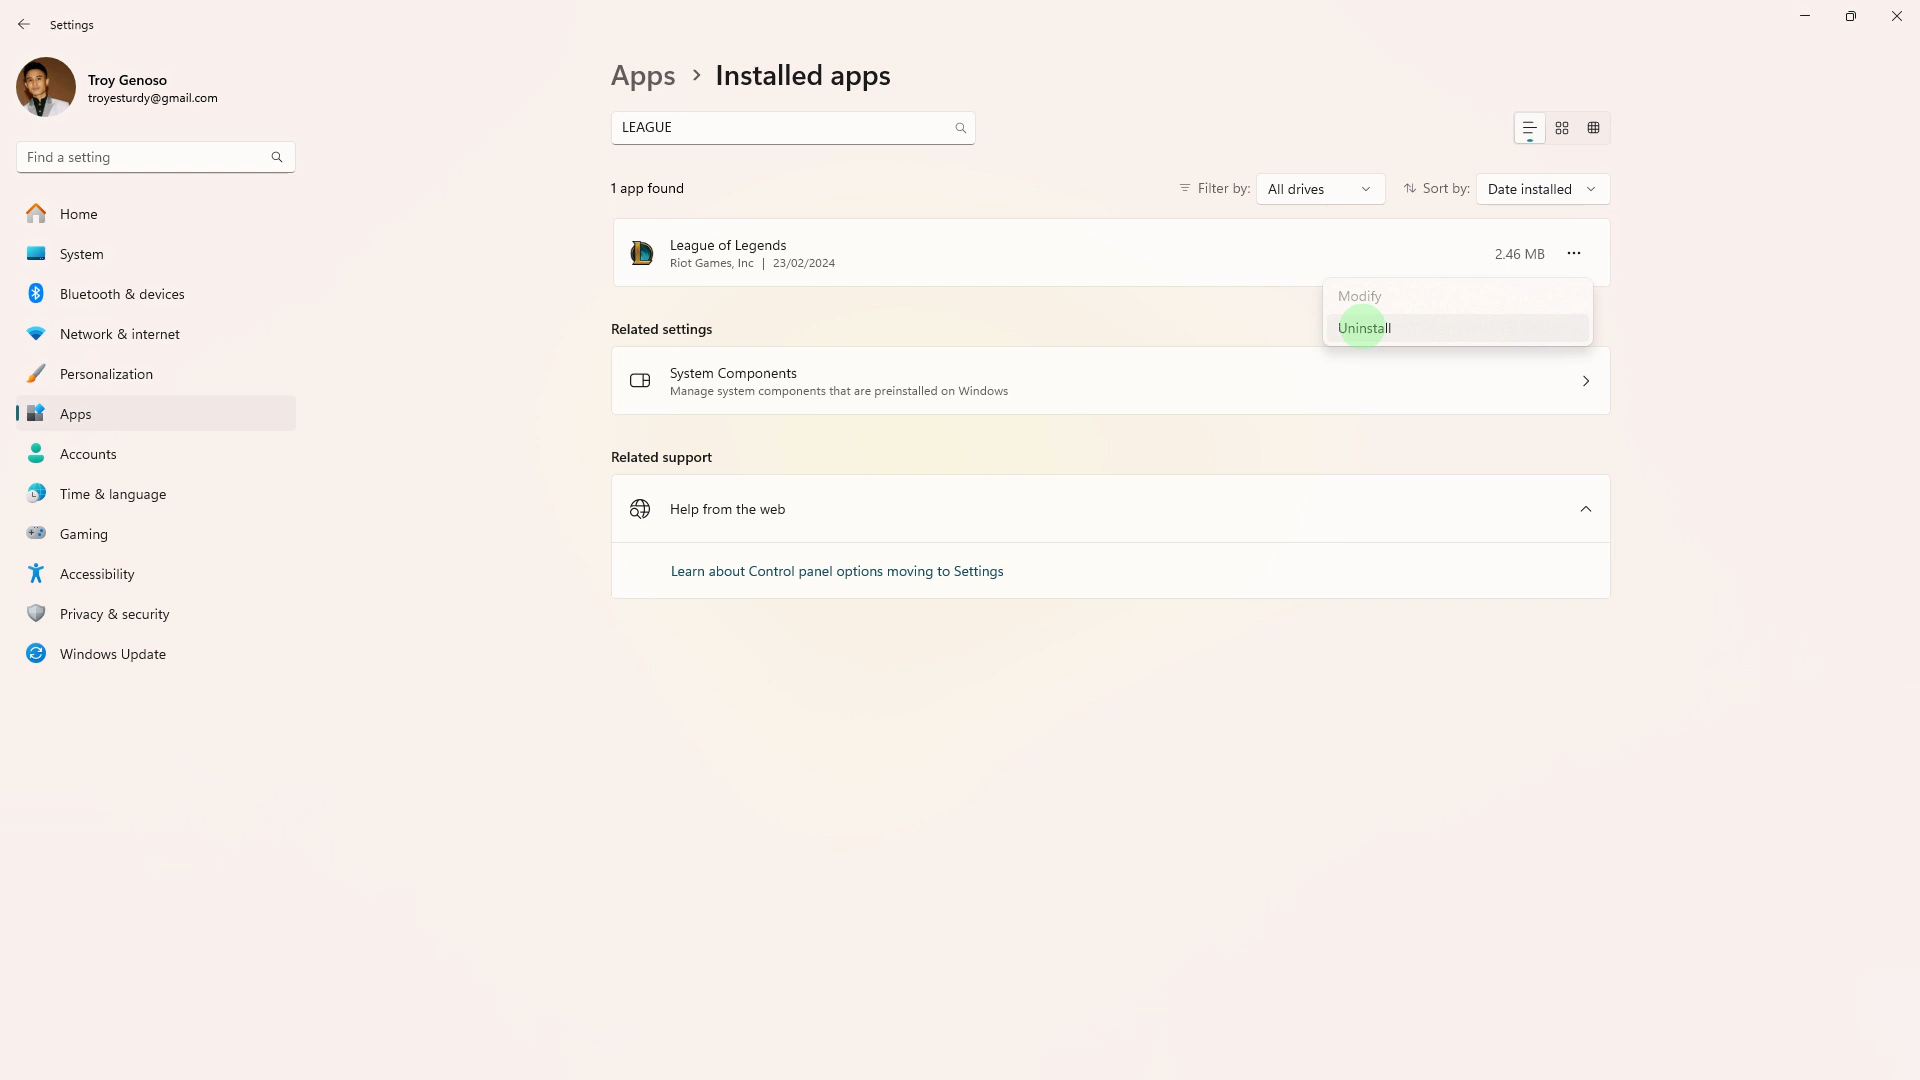 Settings
Troy Genoso
troyesturdy@gmail.com
Find a setting
Home
System
Bluetooth & devices
Network & internet
Personalization
Apps
Accounts
Time & language
Gaming
Accessibility
Privacy & security
Windows Update
Apps > Installed apps
LEAGUE
1 app found
Filter by: All drives
Sort by: Date installed
League of Legends
Riot Games, Inc | 23/02/2024
2.46 MB
Modify
Uninstall
Related settings
System Components
Manage system components that are preinstalled on Windows
Related support
Help from the web
Learn about Control panel options moving to Settings